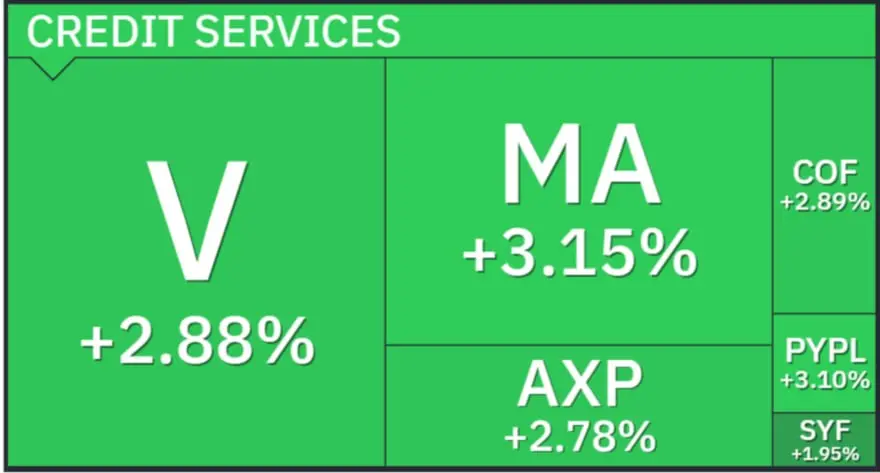 CREDIT SERVICES
V
+2.88%
MA
+3.15%
AXP
+2.78%
COF
+2.89%
PYPL
+3.10%
SYF
+1.95%